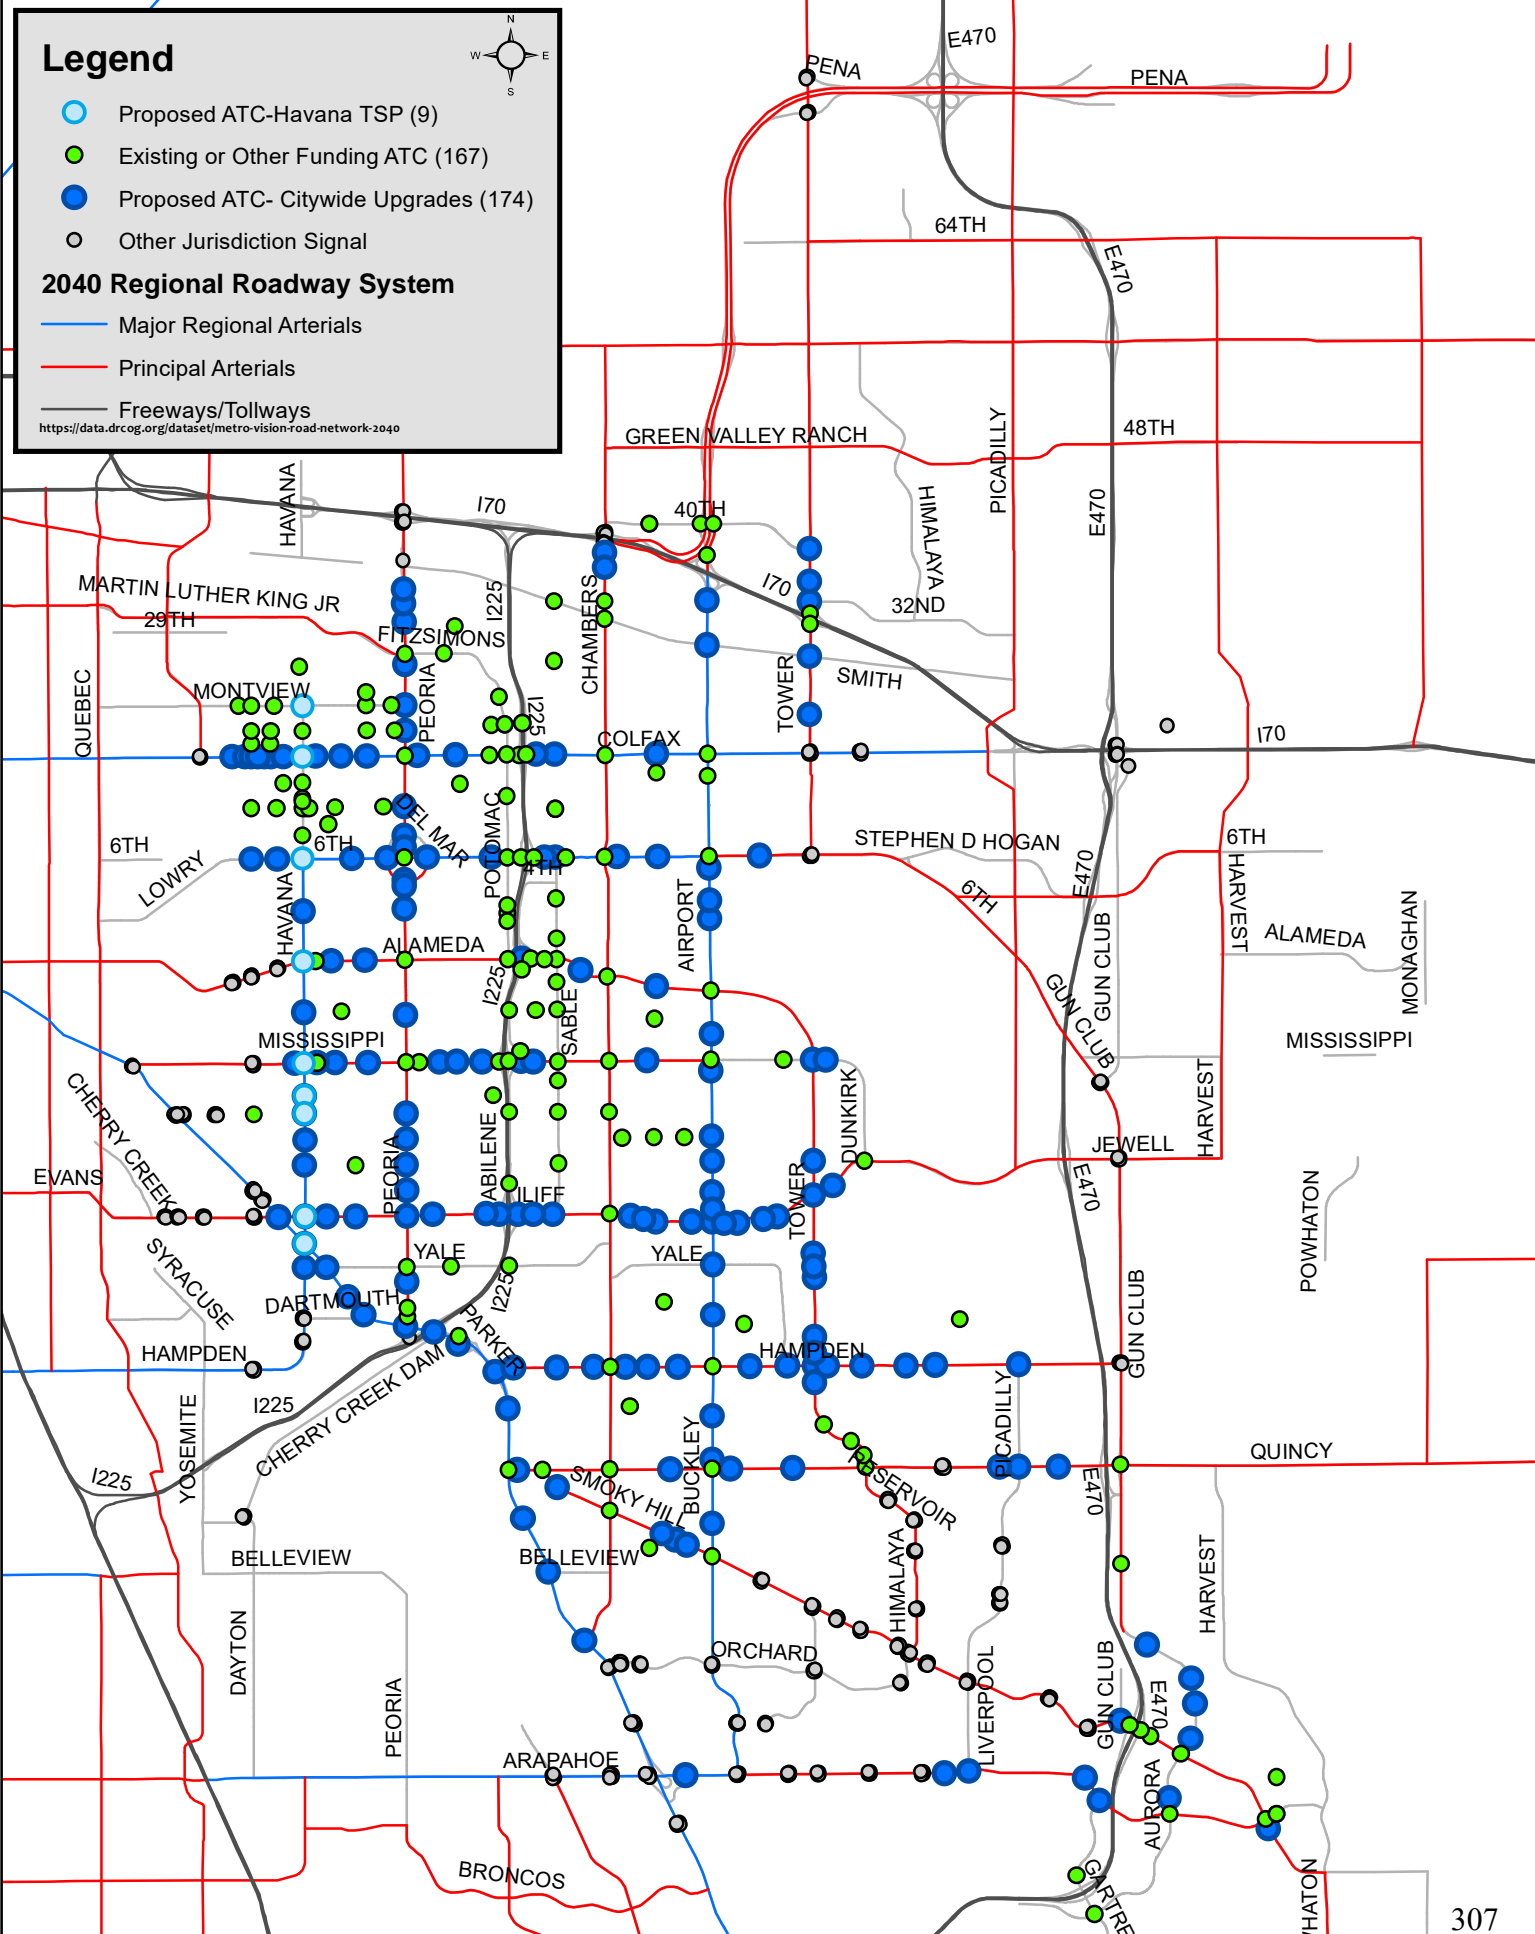 Legend
N
W
E
S
Proposed ATC-Havana TSP (9)
Existing or Other Funding ATC (167)
Proposed ATC- Citywide Upgrades (174)
Other Jurisdiction Signal
2040 Regional Roadway System
Major Regional Arterials
Principal Arterials
Freeways/Tollways
https://data.drcog.org/dataset/metro-vision-road-network-2040
E470
PENA
PENA
64TH
E470
GREEN VALLEY RANCH
48TH
PICADILLY
HAVANA
I70
40TH
HIMALAYA
E470
MARTIN LUTHER KING JR
I225
CHAMBERS
I70
32ND
29TH
FITZSIMONS
QUEBEC
MONTVIEW
PEORIA
I225
TOWER
SMITH
COLFAX
I70
DEL MAR
POTOMAC
6TH
6TH
LOWRY
4TH
STEPHEN D HOGAN
6TH
E470
6TH
HARVEST
HAVANA
ALAMEDA
AIRPORT
GUN CLUB
ALAMEDA
MONAGHAN
I225
SABLE
GUN CLUB
MISSISSIPPI
MISSISSIPPI
CHERRY CREEK
DUNKIRK
HARVEST
EVANS
PEORIA
ABILENE
ILIFF
TOWER
JEWELL
E470
POWHATON
SYRACUSE
YALE
YALE
I225
DARTMOUTH
PARKER
HAMPDEN
HAMPDEN
GUN CLUB
CHERRY CREEK DAM
I225
YOSEMITE
PICADILLY
I225
BUCKLEY
SMOKY HILL
RESERVOIR
E470
QUINCY
BELLEVIEW
BELLEVIEW
HIMALAYA
HARVEST
DAYTON
PEORIA
ORCHARD
LIVERPOOL
GUN CLUB
E470
ARAPAHOE
AURORA
BRONCOS
GARTRE
HATON
307